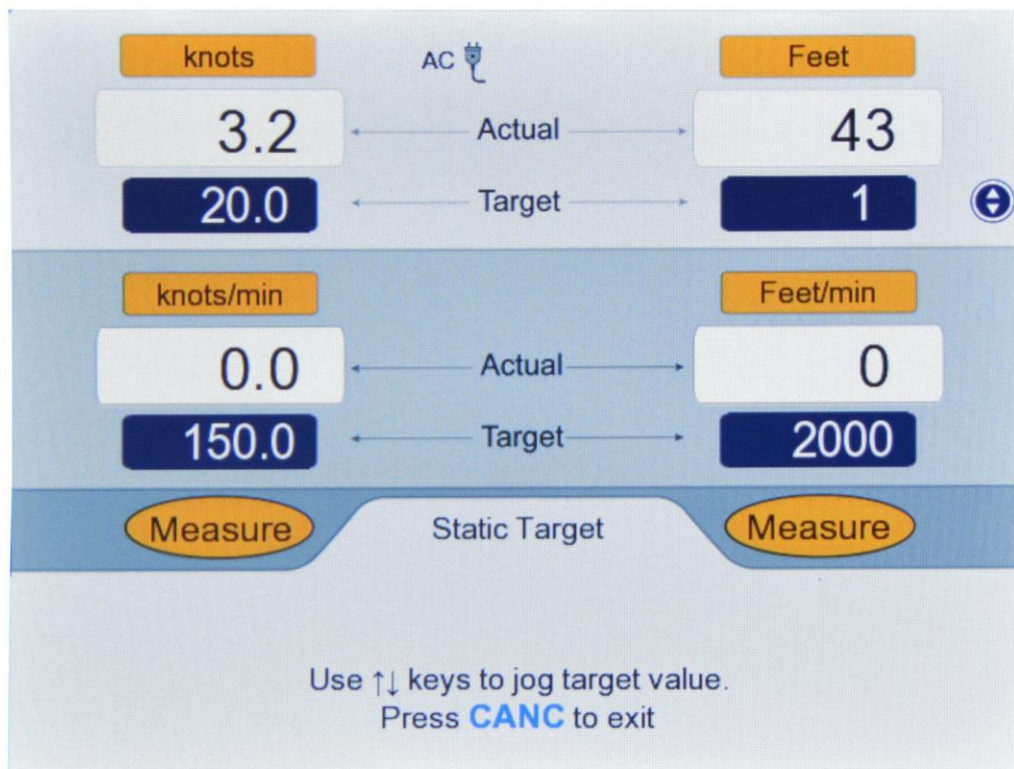 knots AC Feet
3.2 Actual 43
20.0 Target 1
knots/min Feet/min
0.0 Actual 0
150.0 Target 2000
Measure Static Target Measure
Use ↑↓ keys to jog target value.
Press CANC to exit